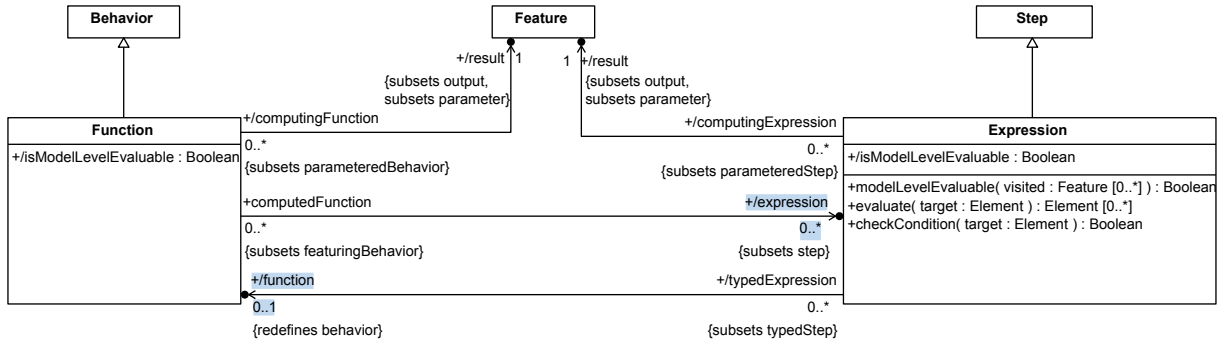 Behavior
Feature
Step
+/result 1
1 +/result
{subsets output,
subsets parameter}
{subsets output,
subsets parameter}
Function
+/isModelLevelEvaluable : Boolean
+/computingFunction
0..*
{subsets parameteredBehavior}
+/computingExpression
0..*
{subsets parameteredStep}
Expression
+/isModelLevelEvaluable : Boolean
+modelLevelEvaluable( visited : Feature [0..*] ) : Boolean
+evaluate( target : Element ) : Element [0..*]
+checkCondition( target : Element ) : Boolean
+computedFunction
0..*
{subsets featuringBehavior}
+/expression
0..*
{subsets step}
+/function
0..1
{redefines behavior}
+/typedExpression
0..*
{subsets typedStep}